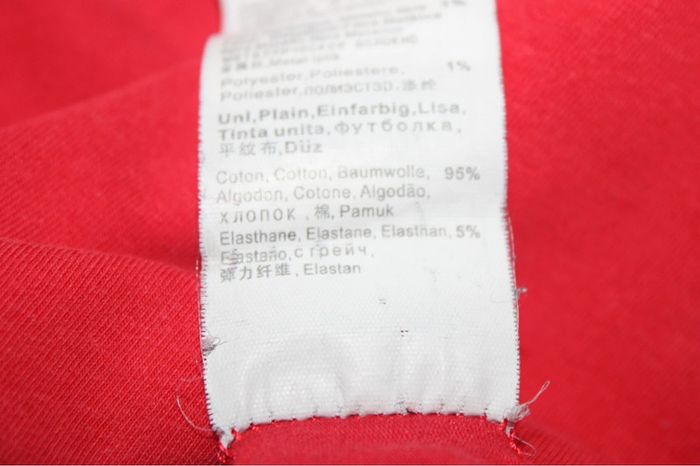 Polyester, Poliestere, 1%
Poliester, ПОЛИЭСТЭР, 涤纶
Uni, Plain, Einfarbig, Lisa,
Tinta unita, футболка,
平纹布, Düz
Coton, Cotton, Baumwolle, 95%
Algodon, Cotone, Algodão,
хлопок, 棉, Pamuk
Elasthane, Elastane, Elasthan, 5%
Elastano, стрейч,
弹力纤维, Elastan